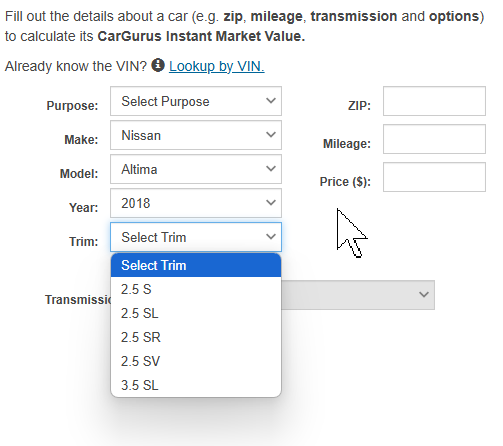 Fill out the details about a car (e.g. zip, mileage, transmission and options)
to calculate its CarGurus Instant Market Value.
Already know the VIN? i Lookup by VIN.
Purpose: Select Purpose ZIP:
Make: Nissan Mileage:
Model: Altima Price ($):
Year: 2018
Trim: Select Trim
Select Trim
2.5 S
Transmissi
2.5 SL
2.5 SR
2.5 SV
3.5 SL